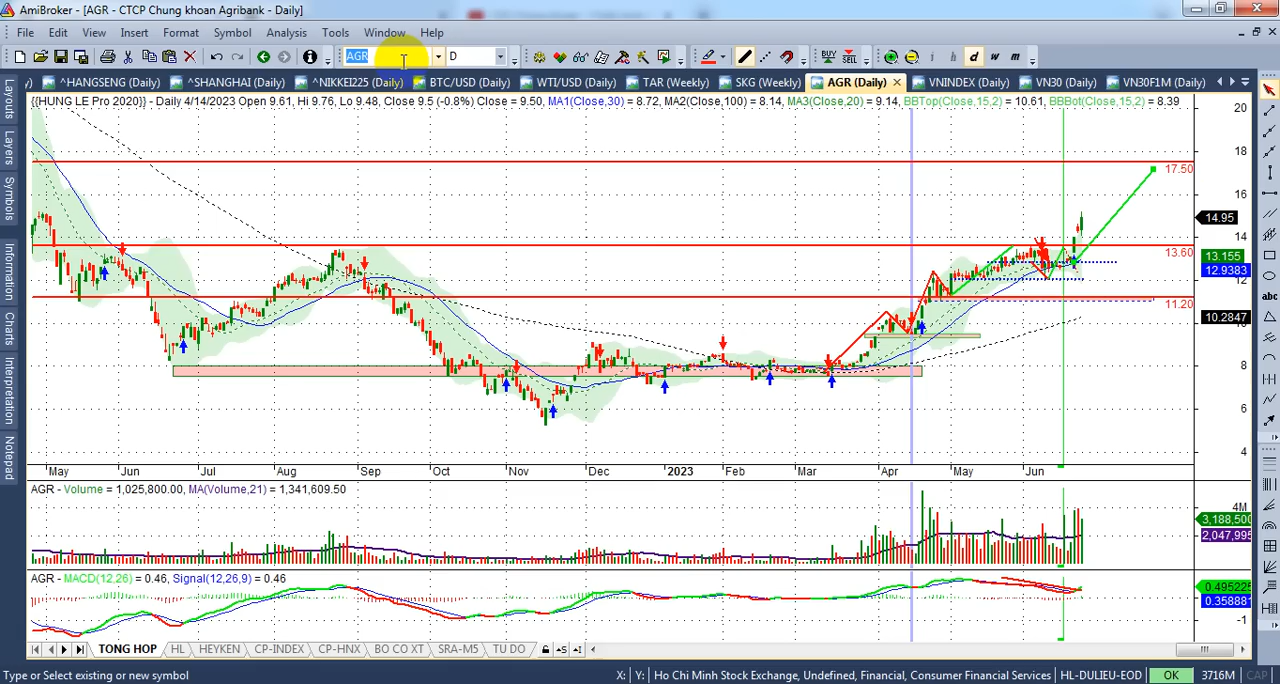 AmiBroker - [AGR - CTCP Chung khoan Agribank - Daily]
File Edit View Insert Format Symbol Analysis Tools Window Help
AGR D
BUY SELL i h d w m
y) ^HANGSENG (Daily) ^SHANGHAI (Daily) ^NIKKEI225 (Daily) BTC/USD (Daily) WTI/USD (Daily) TAR (Weekly) SKG (Weekly) AGR (Daily) VNINDEX (Daily) VN30 (Daily) VN30F1M (Daily)
Layouts
Layers
Symbols
Information
Charts
Interpretation
Notepad
{{HUNG LE Pro 2020}} - Daily 4/14/2023 Open 9.61, Hi 9.76, Lo 9.48, Close 9.5 (-0.8%) Close = 9.50, MA1(Close,30) = 8.72, MA2(Close,100) = 8.14, MA3(Close,20) = 9.14, BBTop(Close,15,2) = 10.61, BBBot(Close,15,2) = 8.39
20
18
17.50
16
14.95
14
13.60
13.155
12.9383
12
11.20
10.2847
10
8
6
4
abc
May Jun Jul Aug Sep Oct Nov Dec 2023 Feb Mar Apr May Jun
AGR - Volume = 1,025,800.00, MA(Volume,21) = 1,341,609.50
4M
3,188,500
2,047,995
AGR - MACD(12,26) = 0.46, Signal(12,26,9) = 0.46
0.495225
0.358881
-1
TONG HOP HL HEYKEN CP-INDEX CP-HNX BO CO XT SRA-M5 TU DO
Type or Select existing or new symbol X: Y: Ho Chi Minh Stock Exchange, Undefined, Financial, Consumer Financial Services HL-DULIEU-EOD OK 3716M CAP